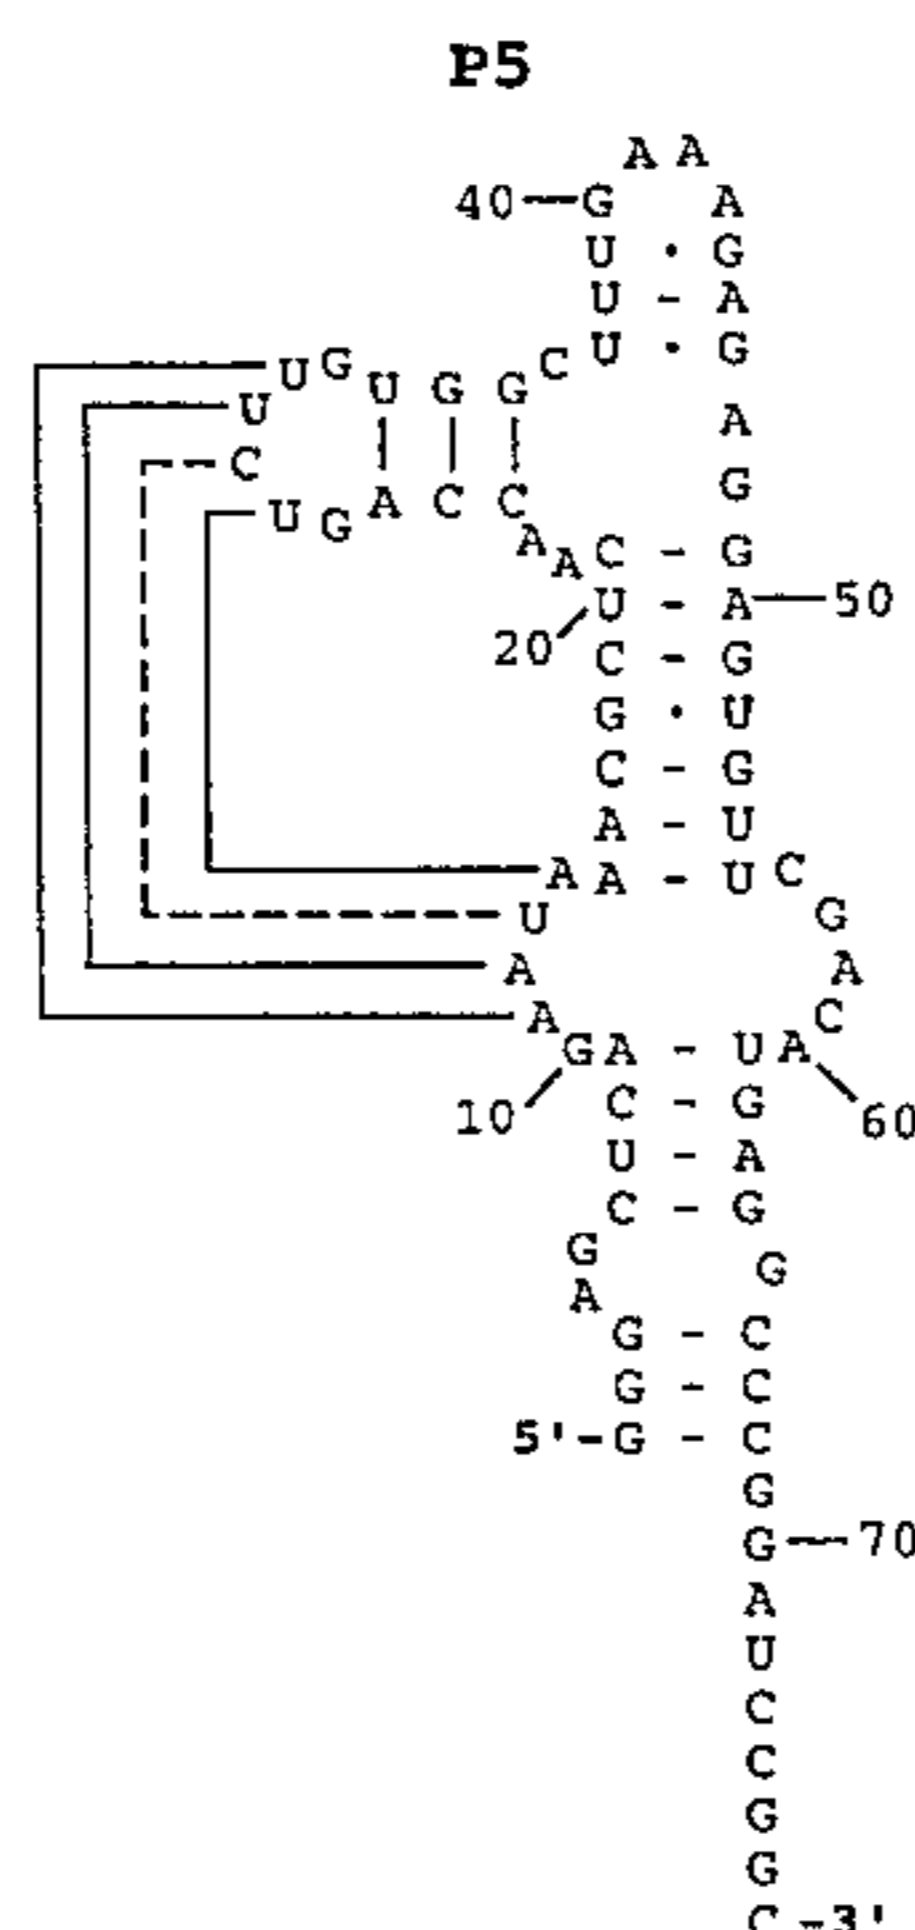 P5
A A
40 G A
U · G
U - A
U G U G G C U · G
U A
C G
U G A C C A A C - G
U - A 50
20 C - G
G · U
C - G
A - U
A A - U C
U G
A A
A C
G A - U A
10 C - G 60
U - A
C - G
G G
A
G - C
G - C
5'-G - C
G
G 70
A
U
C
C
G
G
C-3'